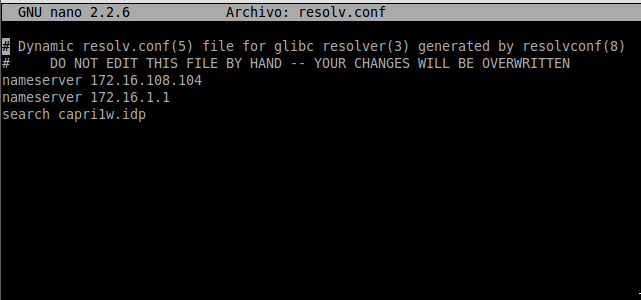 GNU nano 2.2.6 Archivo: resolv.conf
# Dynamic resolv.conf(5) file for glibc resolver(3) generated by resolvconf(8)
# DO NOT EDIT THIS FILE BY HAND -- YOUR CHANGES WILL BE OVERWRITTEN
nameserver 172.16.108.104
nameserver 172.16.1.1
search capri1w.idp